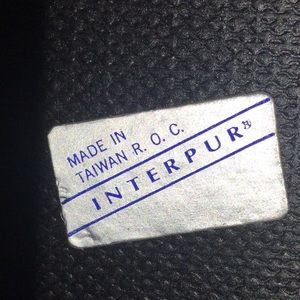 MADE IN
TAIWAN R. O. C.
INTERPUR®